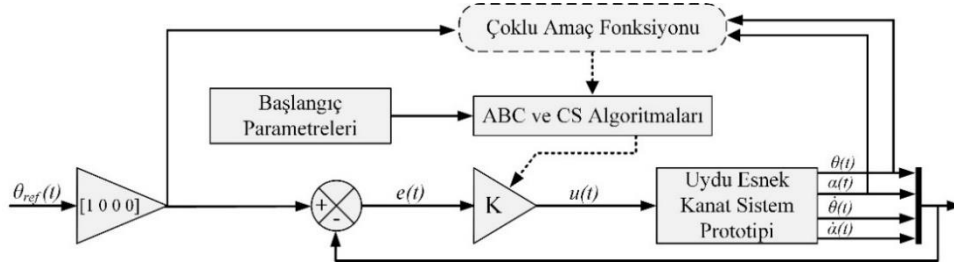 Çoklu Amaç Fonksiyonu
Başlangıç
Parametreleri
ABC ve CS Algoritmaları
θref(t)
[1 0 0 0]
+
-
e(t)
K
u(t)
Uydu Esnek
Kanat Sistem
Prototipi
θ(t)
α(t)
θ̇(t)
α̇(t)